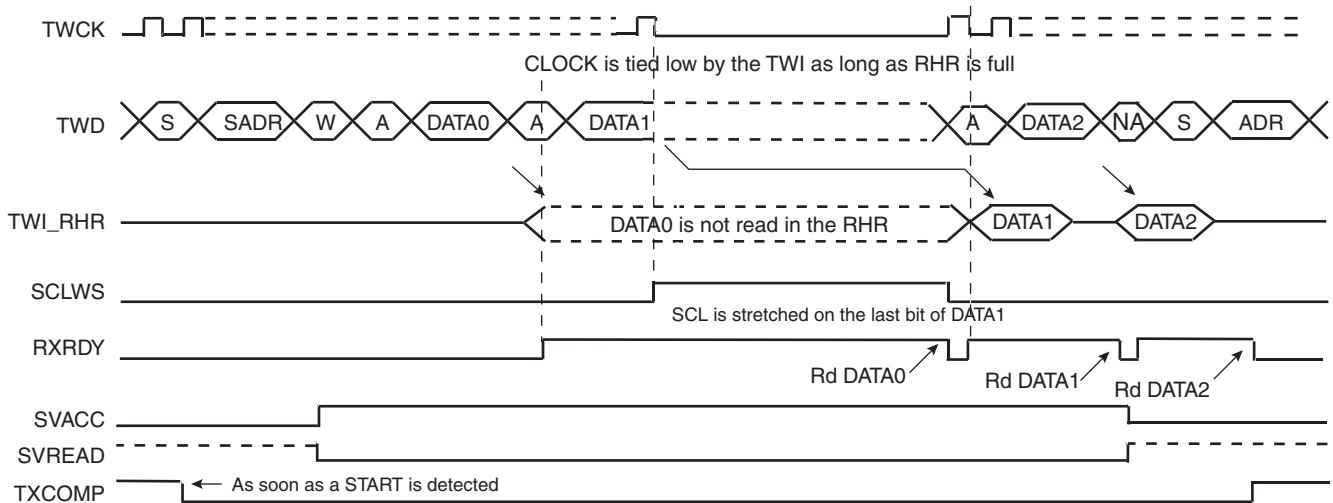 TWCK
CLOCK is tied low by the TWI as long as RHR is full
TWD S SADR W A DATA0 A DATA1 A DATA2 NA S ADR
TWI_RHR DATA0 is not read in the RHR DATA1 DATA2
SCLWS
SCL is stretched on the last bit of DATA1
RXRDY
Rd DATA0 Rd DATA1 Rd DATA2
SVACC
SVREAD
TXCOMP As soon as a START is detected